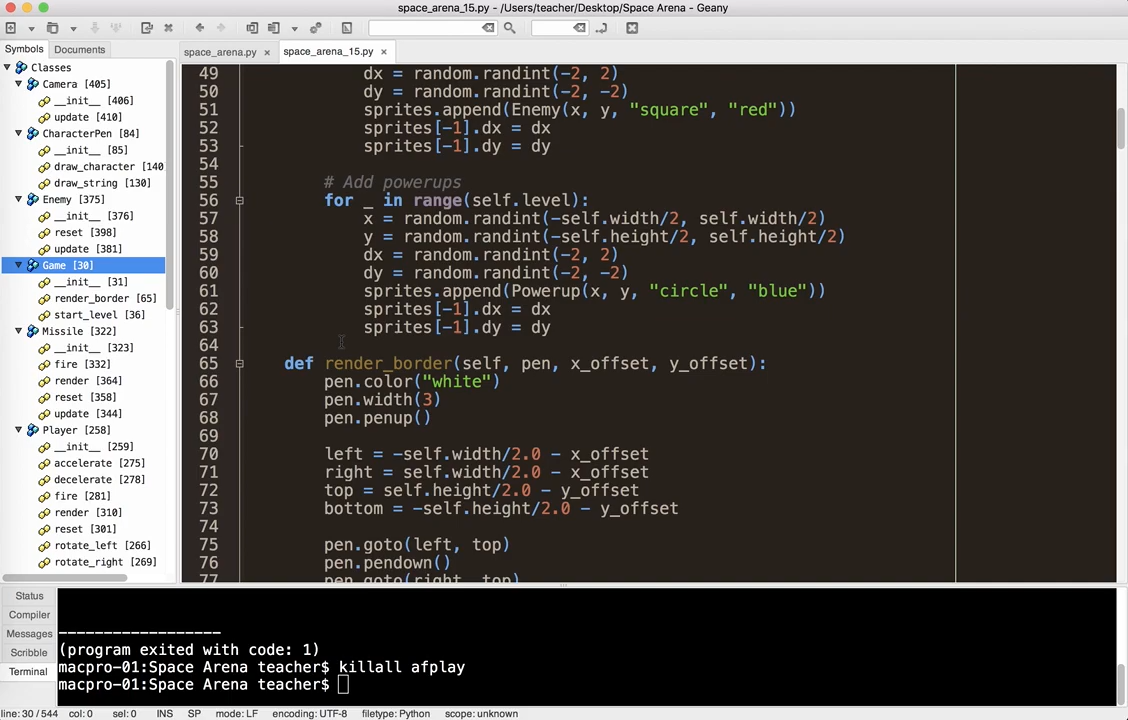 space_arena_15.py - /Users/teacher/Desktop/Space Arena - Geany
Symbols Documents
space_arena.py space_arena_15.py
Classes
Camera [405]
__init__ [406]
update [410]
CharacterPen [84]
__init__ [85]
draw_character [140
draw_string [130]
Enemy [375]
__init__ [376]
reset [398]
update [381]
Game [30]
__init__ [31]
render_border [65]
start_level [36]
Missile [322]
__init__ [323]
fire [332]
render [364]
reset [358]
update [344]
Player [258]
__init__ [259]
accelerate [275]
decelerate [278]
fire [281]
render [310]
reset [301]
rotate_left [266]
rotate_right [269]
49 dx = random.randint(-2, 2)
50 dy = random.randint(-2, -2)
51 sprites.append(Enemy(x, y, "square", "red"))
52 sprites[-1].dx = dx
53 sprites[-1].dy = dy
54
55 # Add powerups
56 for _ in range(self.level):
57 x = random.randint(-self.width/2, self.width/2)
58 y = random.randint(-self.height/2, self.height/2)
59 dx = random.randint(-2, 2)
60 dy = random.randint(-2, -2)
61 sprites.append(Powerup(x, y, "circle", "blue"))
62 sprites[-1].dx = dx
63 sprites[-1].dy = dy
64
65 def render_border(self, pen, x_offset, y_offset):
66 pen.color("white")
67 pen.width(3)
68 pen.penup()
69
70 left = -self.width/2.0 - x_offset
71 right = self.width/2.0 - x_offset
72 top = self.height/2.0 - y_offset
73 bottom = -self.height/2.0 - y_offset
74
75 pen.goto(left, top)
76 pen.pendown()
77 pen.goto(right, top)
Status
Compiler
Messages
Scribble
Terminal
------------------
(program exited with code: 1)
macpro-01:Space Arena teacher$ killall afplay
macpro-01:Space Arena teacher$
line: 30 / 544 col: 0 sel: 0 INS SP mode: LF encoding: UTF-8 filetype: Python scope: unknown